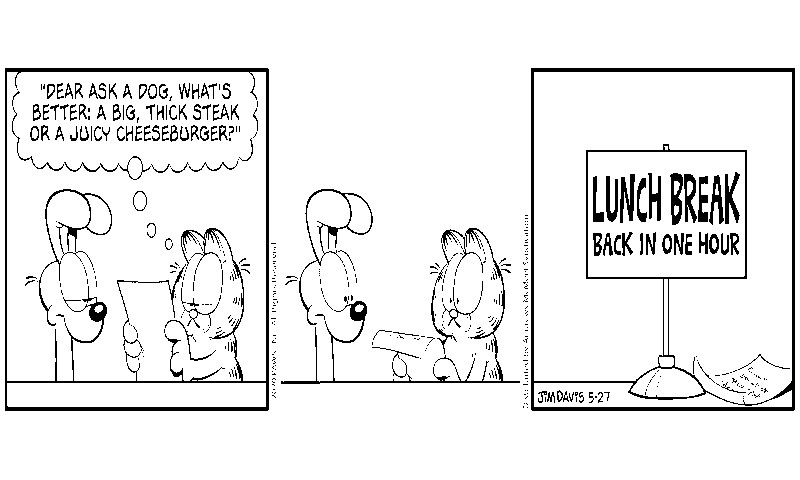 "DEAR ASK A DOG, WHAT'S
BETTER: A BIG, THICK STEAK
OR A JUICY CHEESEBURGER?"
LUNCH BREAK
BACK IN ONE HOUR
JIM DAVIS 5-27